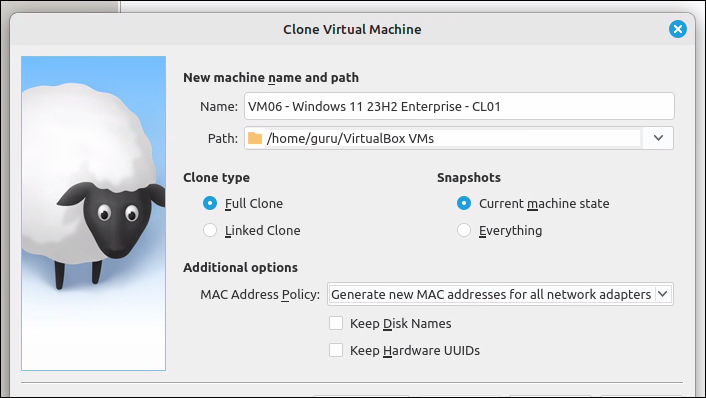 Clone Virtual Machine
New machine name and path
Name: VM06 - Windows 11 23H2 Enterprise - CL01
Path: /home/guru/VirtualBox VMs
Clone type Snapshots
Full Clone Current machine state
Linked Clone Everything
Additional options
MAC Address Policy: Generate new MAC addresses for all network adapters
Keep Disk Names
Keep Hardware UUIDs